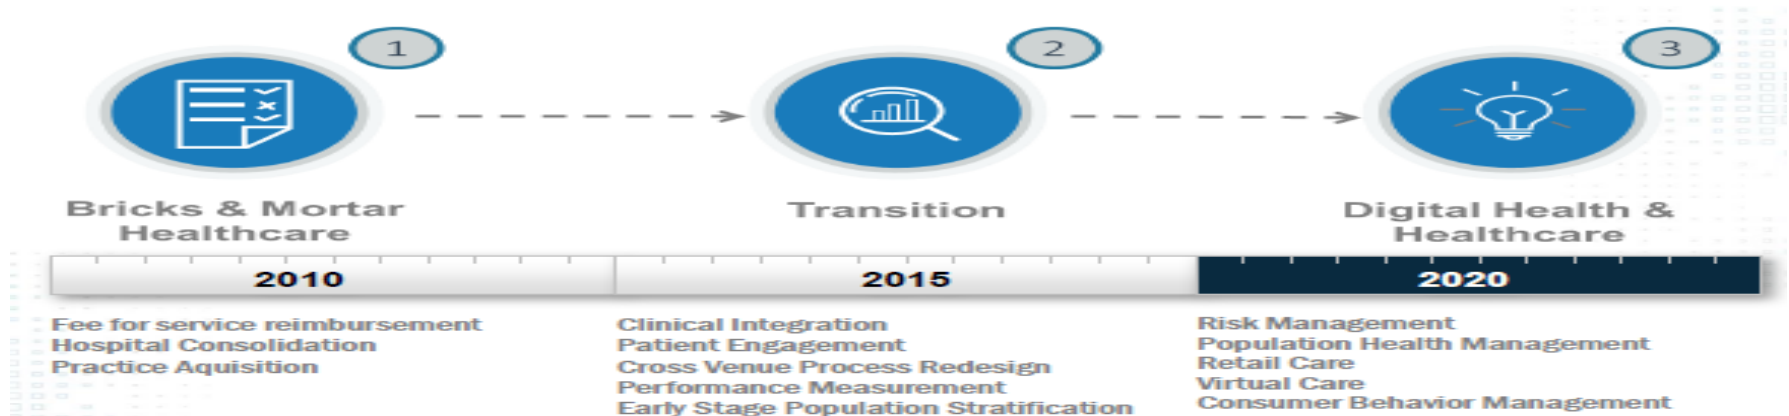 1
2
3
Bricks & Mortar
Healthcare
Transition
Digital Health &
Healthcare
2010
2015
2020
Fee for service reimbursement
Hospital Consolidation
Practice Aquisition
Clinical Integration
Patient Engagement
Cross Venue Process Redesign
Performance Measurement
Early Stage Population Stratification
Risk Management
Population Health Management
Retail Care
Virtual Care
Consumer Behavior Management